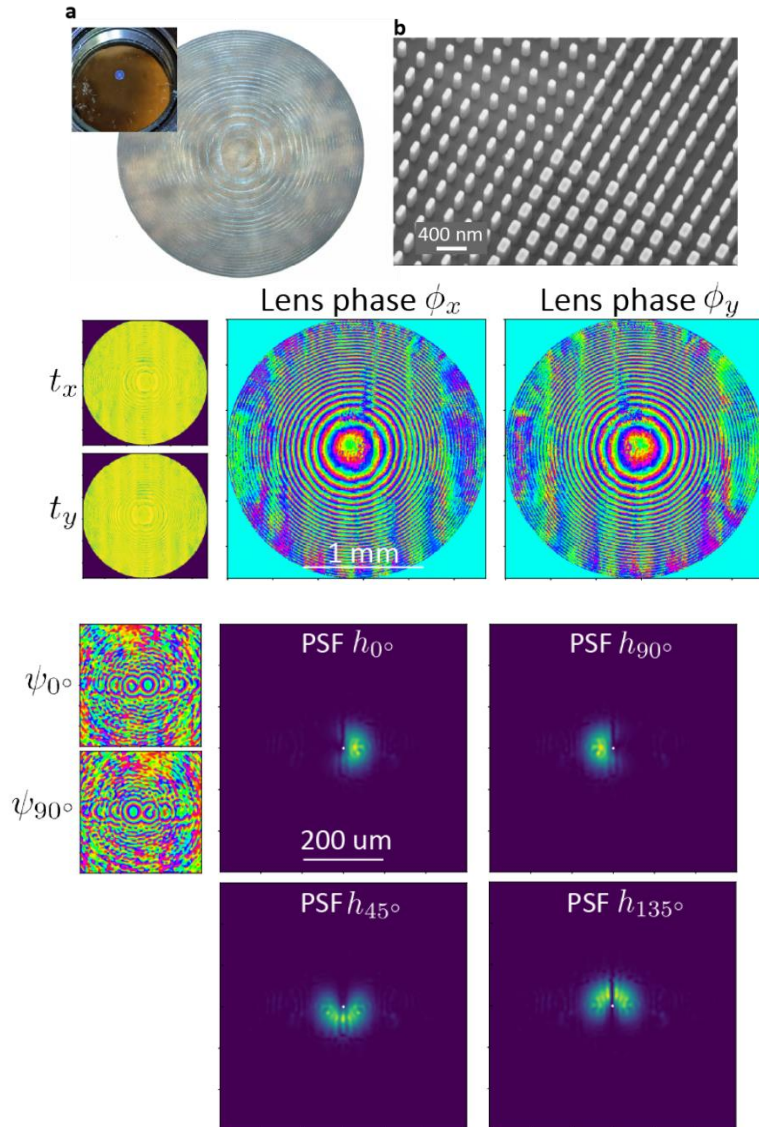 a
b
400 nm
Lens phase ϕx
Lens phase ϕy
tx
ty
1 mm
ψ0°
ψ90°
PSF h0°
PSF h90°
200 um
PSF h45°
PSF h135°